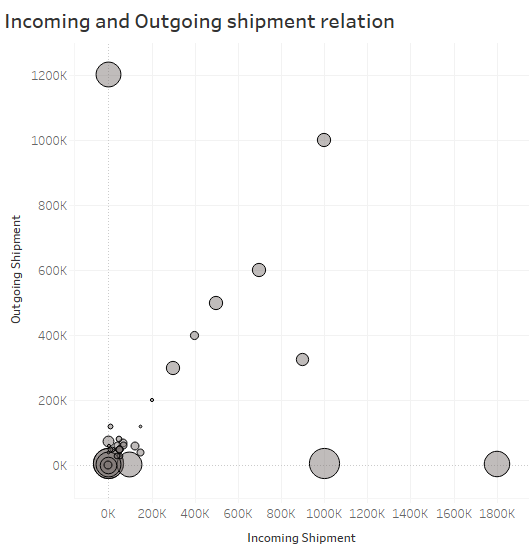 Incoming and Outgoing shipment relation
1200K
1000K
800K
600K
400K
200K
0K
Outgoing Shipment
0K 200K 400K 600K 800K 1000K 1200K 1400K 1600K 1800K
Incoming Shipment